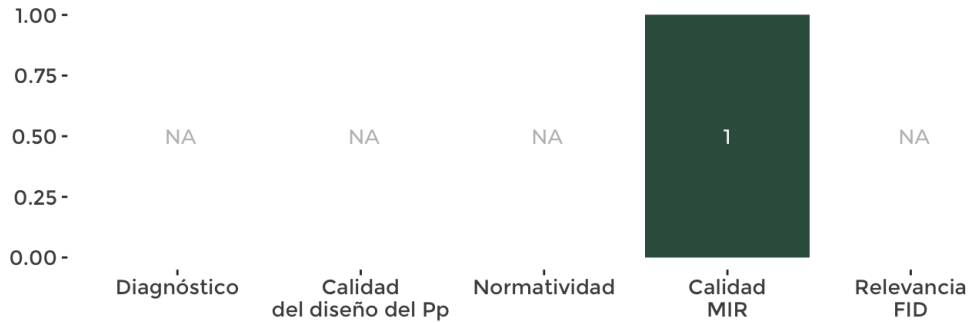 1.00
0.75
0.50
0.25
0.00
NA
NA
NA
1
NA
Diagnóstico
Calidad
del diseño del Pp
Normatividad
Calidad
MIR
Relevancia
FID